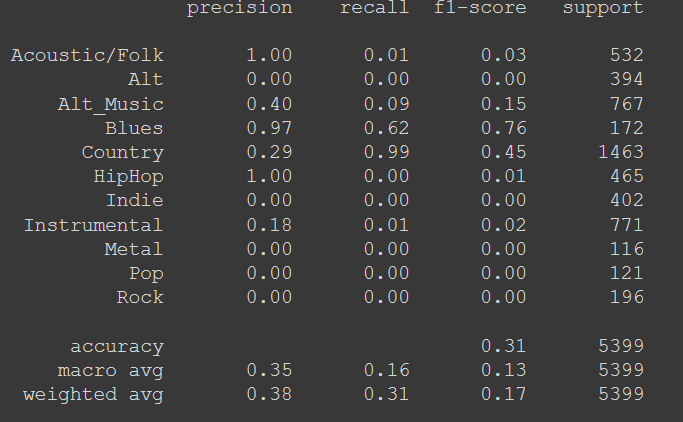 precision recall f1-score support
Acoustic/Folk 1.00 0.01 0.03 532
Alt 0.00 0.00 0.00 394
Alt_Music 0.40 0.09 0.15 767
Blues 0.97 0.62 0.76 172
Country 0.29 0.99 0.45 1463
HipHop 1.00 0.00 0.01 465
Indie 0.00 0.00 0.00 402
Instrumental 0.18 0.01 0.02 771
Metal 0.00 0.00 0.00 116
Pop 0.00 0.00 0.00 121
Rock 0.00 0.00 0.00 196
accuracy 0.31 5399
macro avg 0.35 0.16 0.13 5399
weighted avg 0.38 0.31 0.17 5399